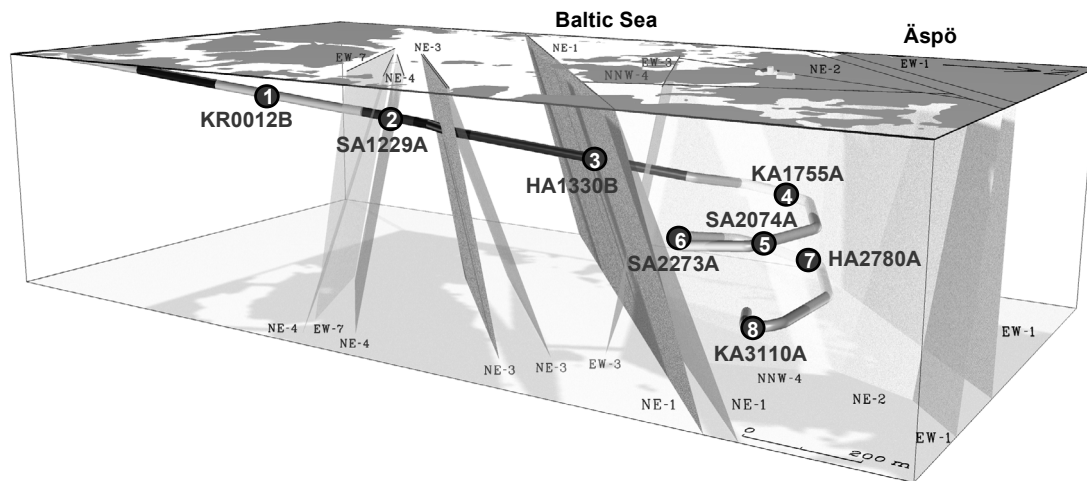 Baltic Sea
Äspö
EW-7
NE-3
NE-4
NE-1
EW-3
NNW-4
NE-2
EW-1
1
KR0012B
2
SA1229A
3
HA1330B
KA1755A
4
SA2074A
5
6
SA2273A
7
HA2780A
8
KA3110A
NE-4
EW-7
NE-4
NE-3
NE-3
EW-3
NE-1
NE-1
NNW-4
NE-2
EW-1
EW-1
0
200 m